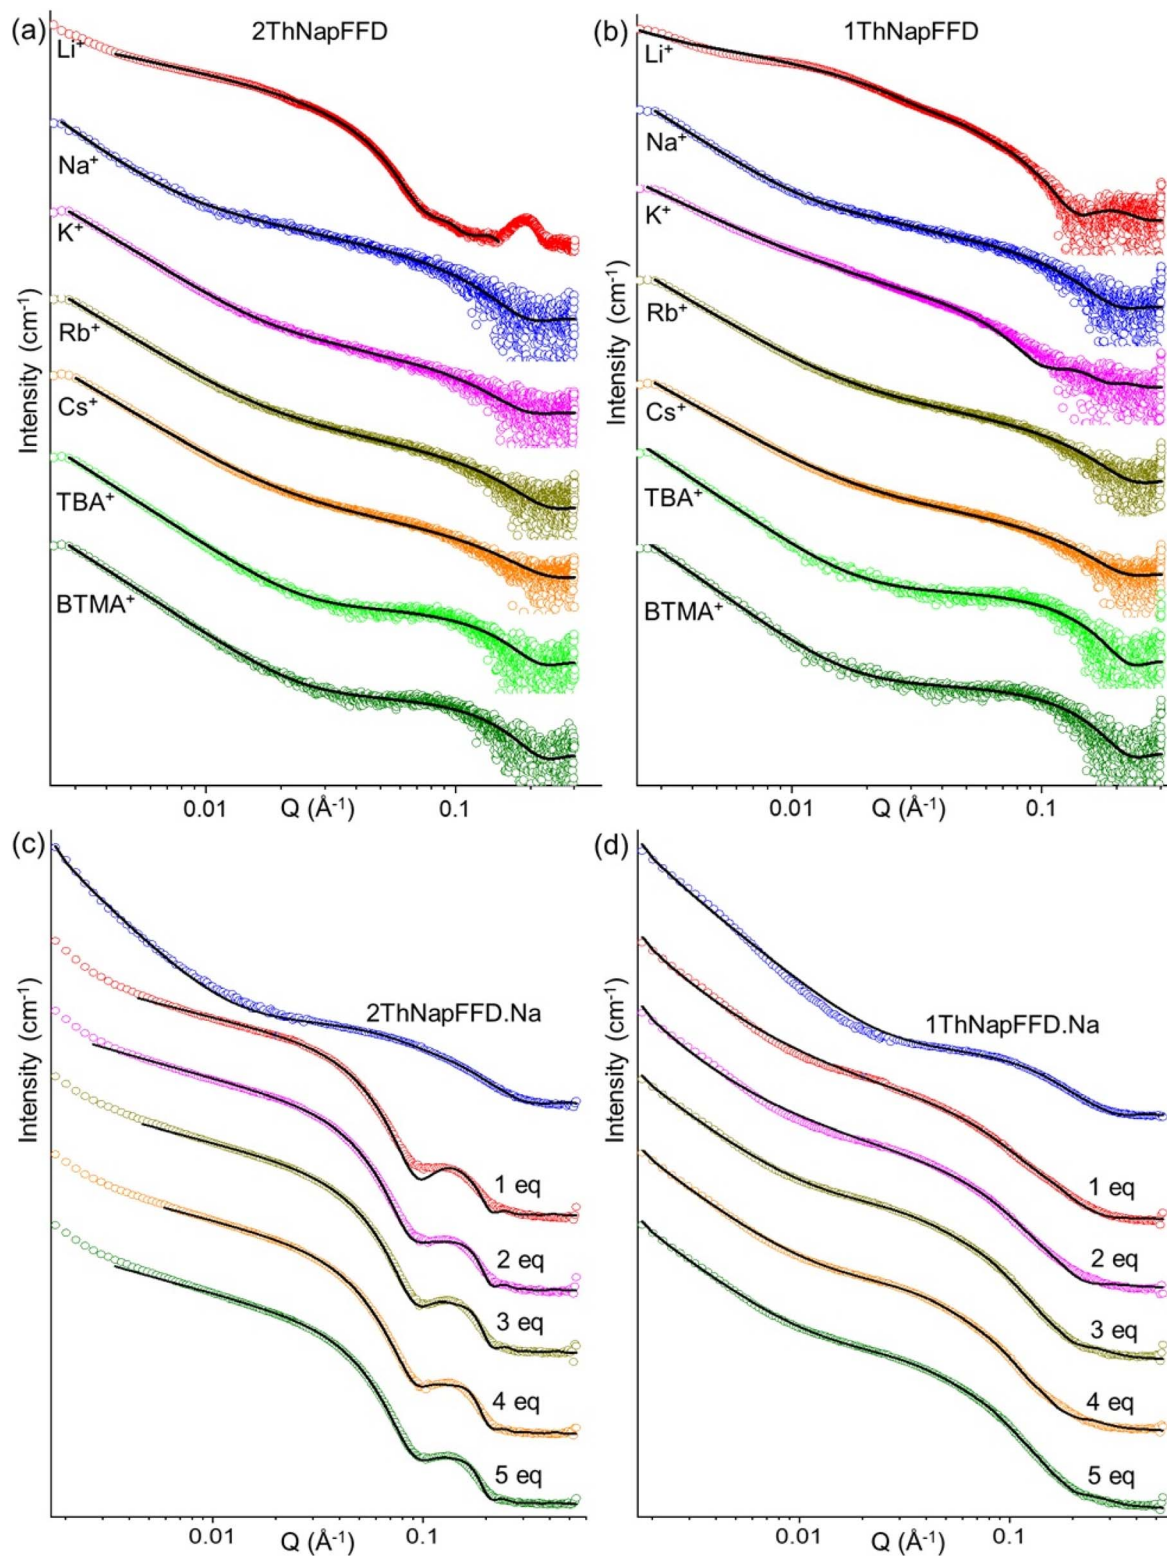 (a)
2ThNapFFD
Li⁺
Na⁺
K⁺
Rb⁺
Cs⁺
TBA⁺
BTMA⁺
Intensity (cm⁻¹)
0.01
0.1
Q (Å⁻¹)
(b)
1ThNapFFD
Li⁺
Na⁺
K⁺
Rb⁺
Cs⁺
TBA⁺
BTMA⁺
Intensity (cm⁻¹)
0.01
0.1
Q (Å⁻¹)
(c)
2ThNapFFD.Na
1 eq
2 eq
3 eq
4 eq
5 eq
Intensity (cm⁻¹)
0.01
0.1
Q (Å⁻¹)
(d)
1ThNapFFD.Na
1 eq
2 eq
3 eq
4 eq
5 eq
Intensity (cm⁻¹)
0.01
0.1
Q (Å⁻¹)